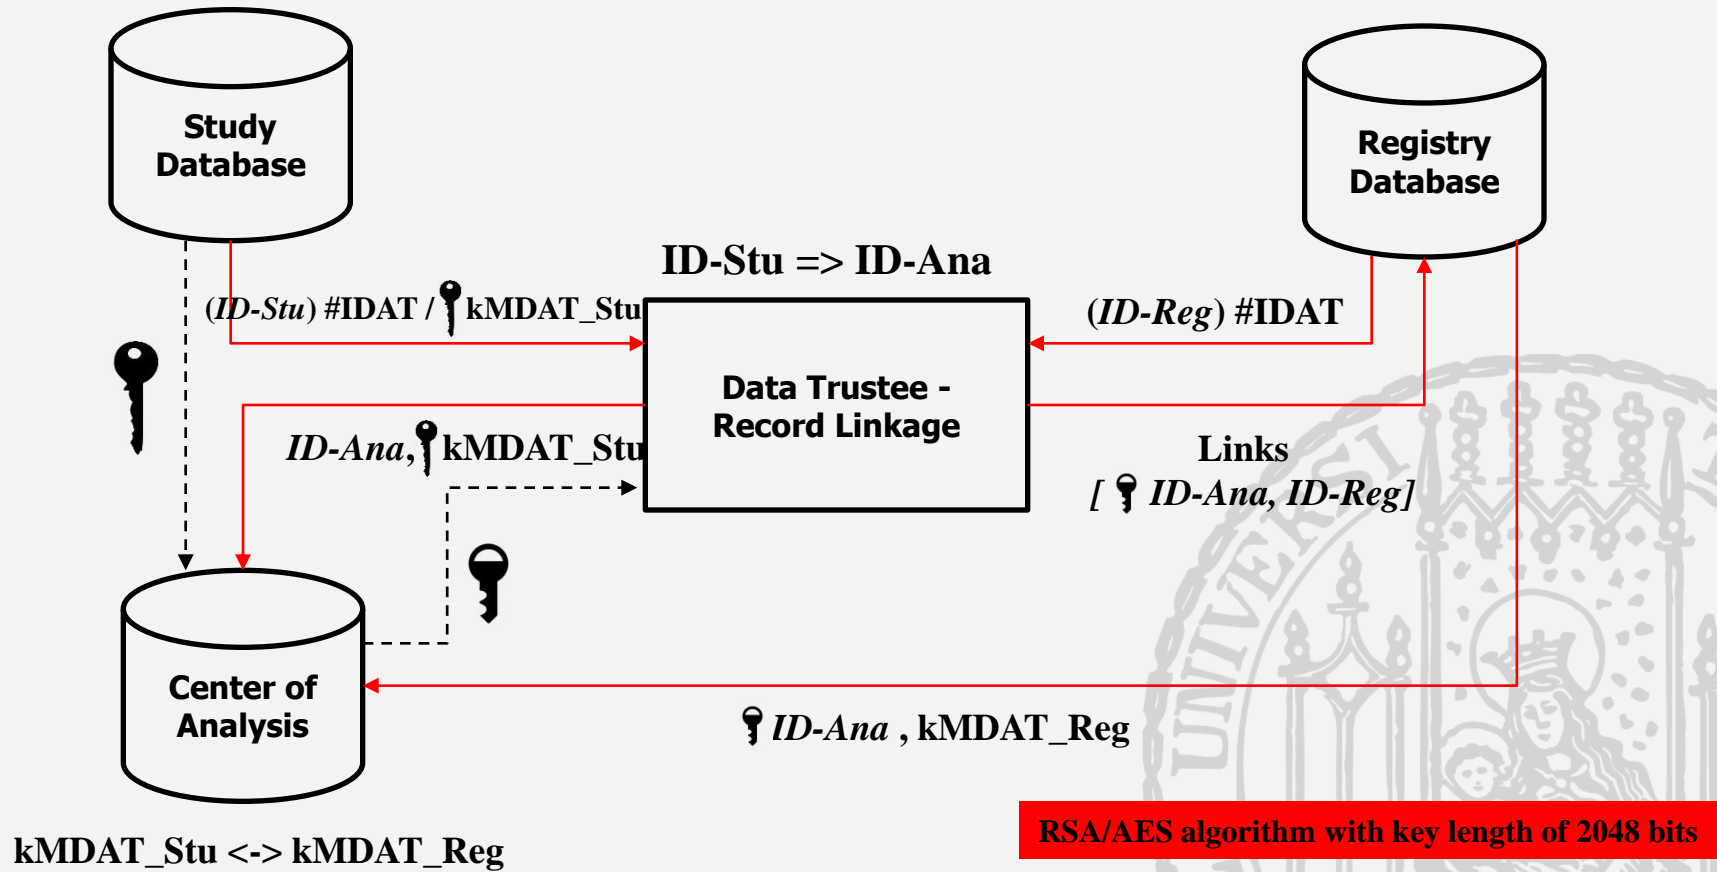 Study
Database
Registry
Database
ID-Stu => ID-Ana
(ID-Stu) #IDAT / kMDAT_Stu
(ID-Reg) #IDAT
Data Trustee -
Record Linkage
ID-Ana, kMDAT_Stu
Links
[ ID-Ana, ID-Reg]
Center of
Analysis
ID-Ana , kMDAT_Reg
RSA/AES algorithm with key length of 2048 bits
kMDAT_Stu <-> kMDAT_Reg
UNIVERSI